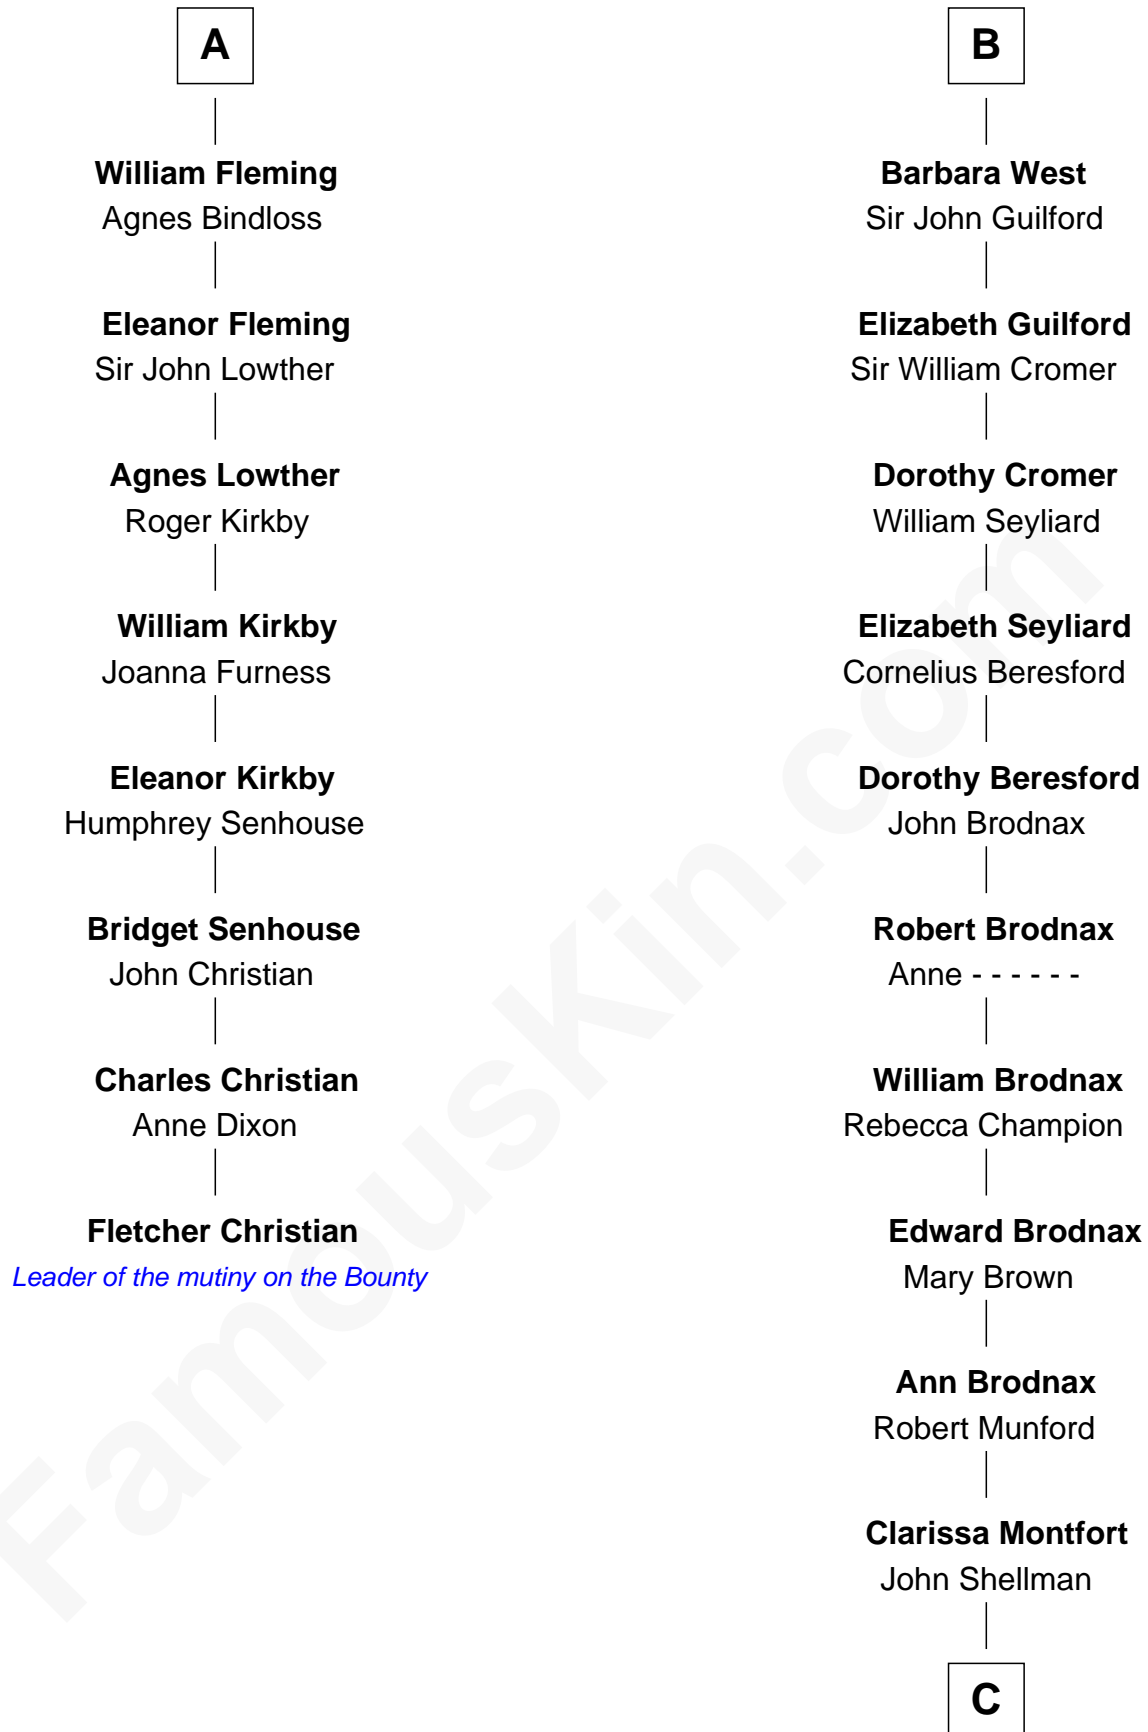 A
William Fleming
Agnes Bindloss
Eleanor Fleming
Sir John Lowther
Agnes Lowther
Roger Kirkby
William Kirkby
Joanna Furness
Eleanor Kirkby
Humphrey Senhouse
Bridget Senhouse
John Christian
Charles Christian
Anne Dixon
Fletcher Christian
Leader of the mutiny on the Bounty
B
Barbara West
Sir John Guilford
Elizabeth Guilford
Sir William Cromer
Dorothy Cromer
William Seyliard
Elizabeth Seyliard
Cornelius Beresford
Dorothy Beresford
John Brodnax
Robert Brodnax
Anne - - - - - -
William Brodnax
Rebecca Champion
Edward Brodnax
Mary Brown
Ann Brodnax
Robert Munford
Clarissa Montfort
John Shellman
C
FamousKin.com